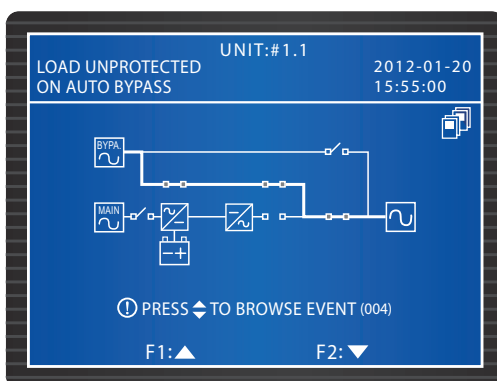 UNIT:#1.1
LOAD UNPROTECTED
ON AUTO BYPASS
2012-01-20
15:55:00
BYPA.
MAIN
! PRESS TO BROWSE EVENT (004)
F1:
F2: